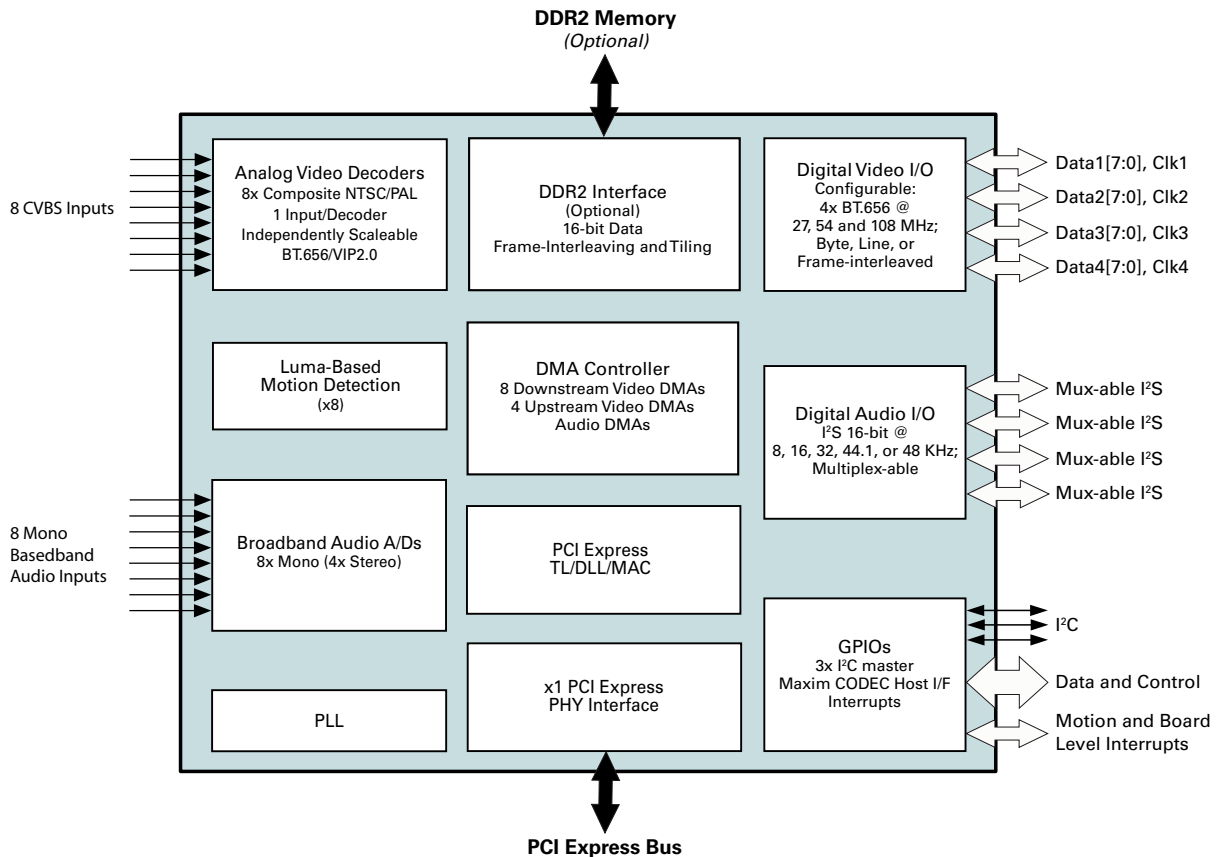 DDR2 Memory
(Optional)
8 CVBS Inputs
Analog Video Decoders
8x Composite NTSC/PAL
1 Input/Decoder
Independently Scaleable
BT.656/VIP2.0
DDR2 Interface
(Optional)
16-bit Data
Frame-Interleaving and Tiling
Digital Video I/O
Configurable:
4x BT.656 @
27, 54 and 108 MHz;
Byte, Line, or
Frame-interleaved
Data1[7:0], Clk1
Data2[7:0], Clk2
Data3[7:0], Clk3
Data4[7:0], Clk4
Luma-Based
Motion Detection
(x8)
DMA Controller
8 Downstream Video DMAs
4 Upstream Video DMAs
Audio DMAs
Digital Audio I/O
I²S 16-bit @
8, 16, 32, 44.1, or 48 KHz;
Multiplex-able
Mux-able I²S
Mux-able I²S
Mux-able I²S
Mux-able I²S
8 Mono
Basedband
Audio Inputs
Broadband Audio A/Ds
8x Mono (4x Stereo)
PCI Express
TL/DLL/MAC
GPIOs
3x I²C master
Maxim CODEC Host I/F
Interrupts
I²C
Data and Control
Motion and Board
Level Interrupts
PLL
x1 PCI Express
PHY Interface
PCI Express Bus